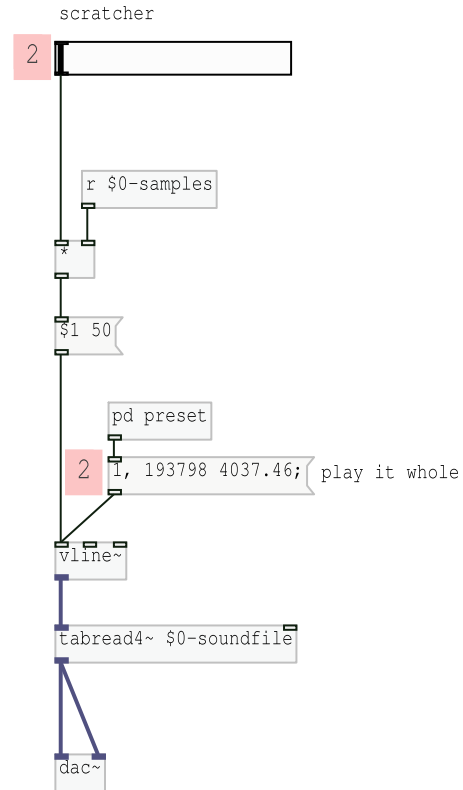 scratcher
2
r $0-samples
*
$1 50
pd preset
2
1, 193798 4037.46;
play it whole
vline~
tabread4~ $0-soundfile
dac~